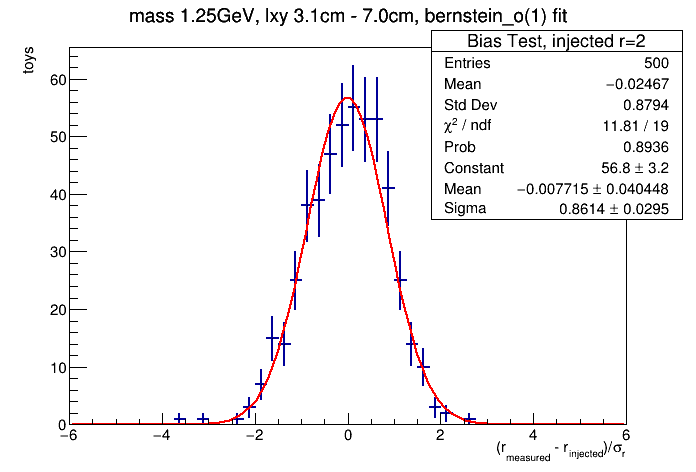 mass 1.25GeV, lxy 3.1cm - 7.0cm, bernstein_o(1) fit
toys
Bias Test, injected r=2
Entries 500
Mean −0.02467
Std Dev 0.8794
χ² / ndf 11.81 / 19
Prob 0.8936
Constant 56.8 ± 3.2
Mean −0.007715 ± 0.040448
Sigma 0.8614 ± 0.0295
60
50
40
30
20
10
0
−6 −4 −2 0 2 4 6
(r_measured - r_injected)/σ_r